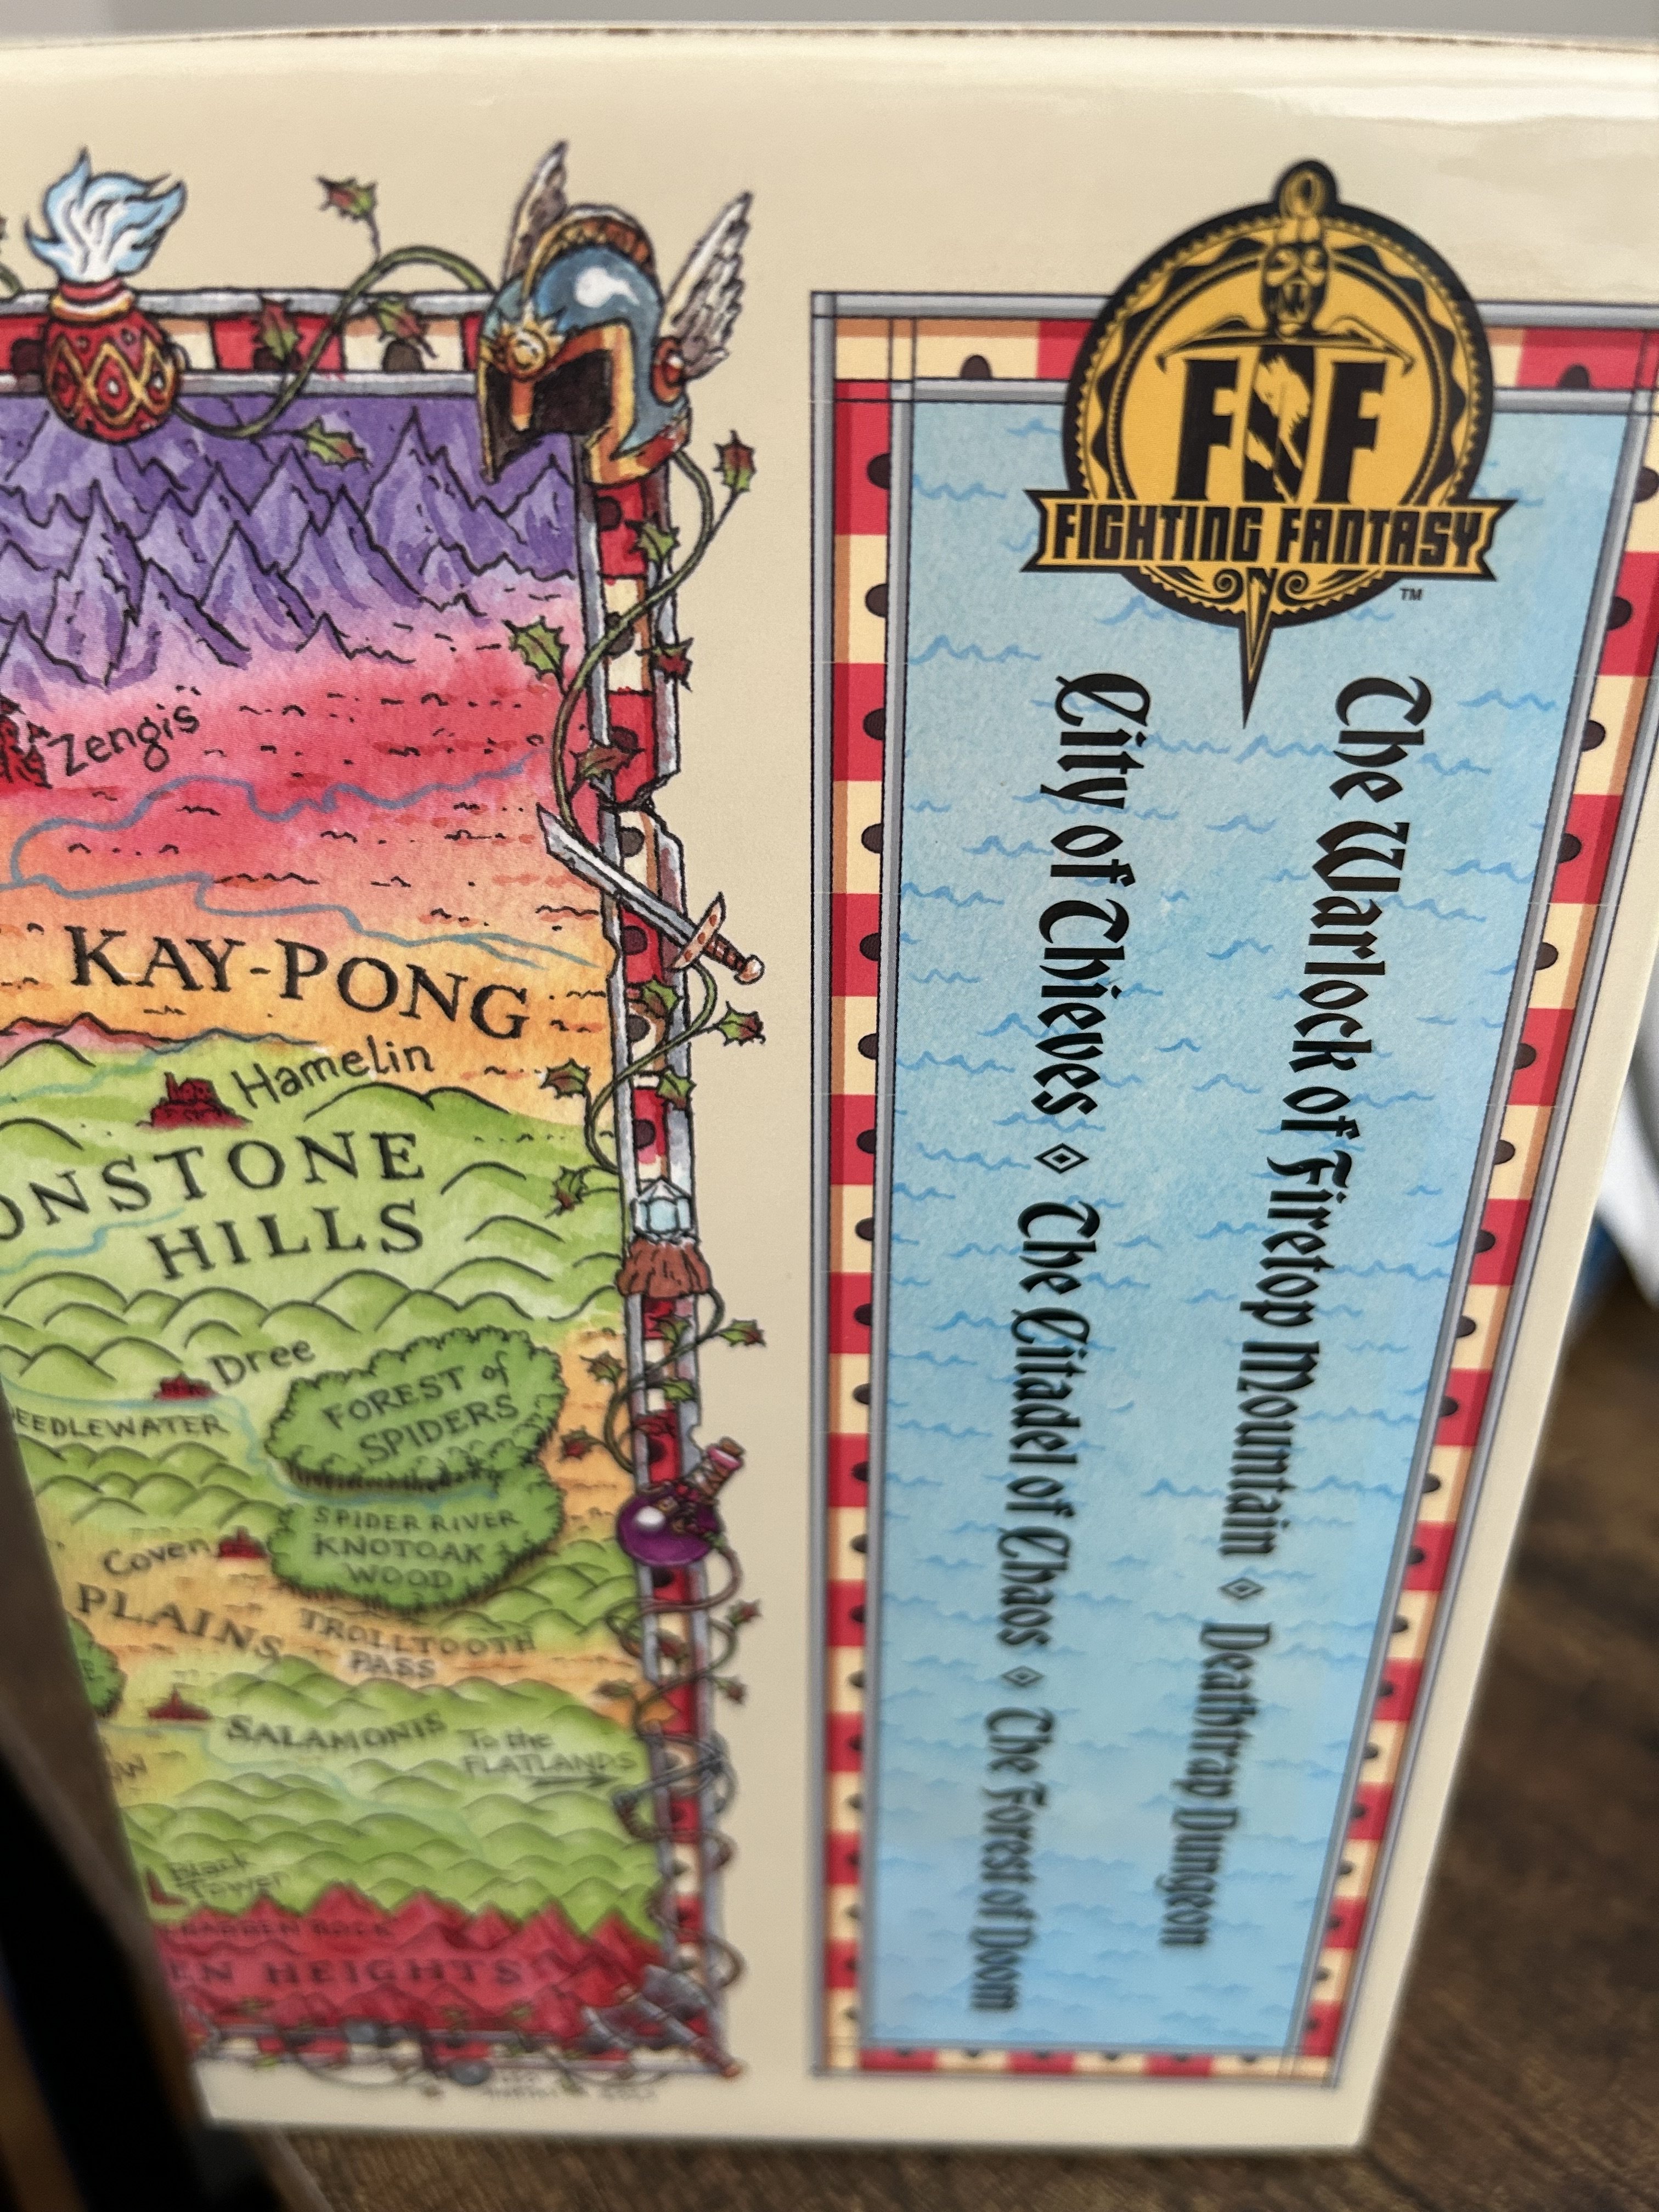 Zengis
KAY-PONG
Hamelin
ONSTONE
HILLS
Dree
FOREST of
SPIDERS
EEDLEWATER
SPIDER RIVER
KNOTOAK
WOOD
Coven
PLAINS
TROLLTOOTH
PASS
SALAMONIS
To the
FLATLANDS
Black
Tower
EN HEIGHTS
FF
FIGHTING FANTASY
TM
The Warlock of Firetop Mountain ◈ Deathtrap Dungeon
City of Thieves ◈ The Citadel of Chaos ◈ The Forest of Doom